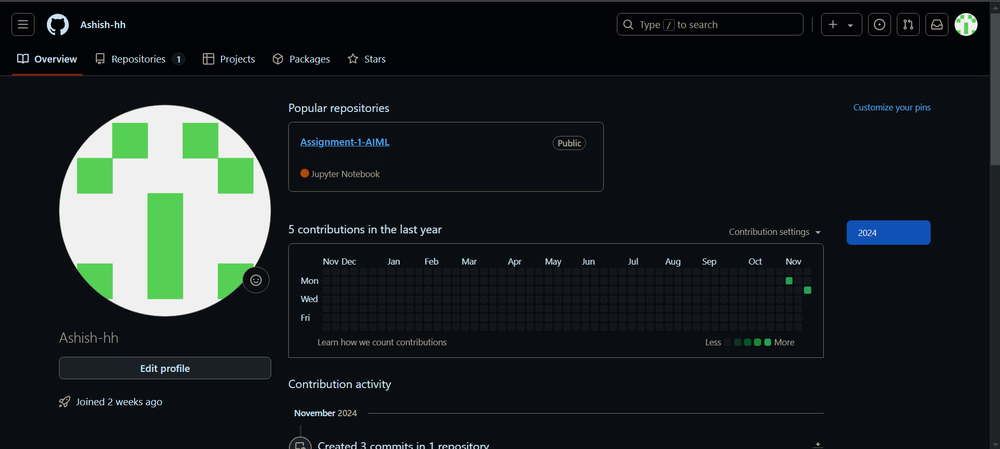 Ashish-hh
Type / to search
Overview
Repositories 1
Projects
Packages
Stars
Popular repositories
Customize your pins
Assignment-1-AIML
Public
Jupyter Notebook
5 contributions in the last year
Contribution settings
2024
Nov Dec Jan Feb Mar Apr May Jun Jul Aug Sep Oct Nov
Mon
Wed
Fri
Learn how we count contributions
Less More
Ashish-hh
Edit profile
Joined 2 weeks ago
Contribution activity
November 2024
Created 3 commits in 1 repository